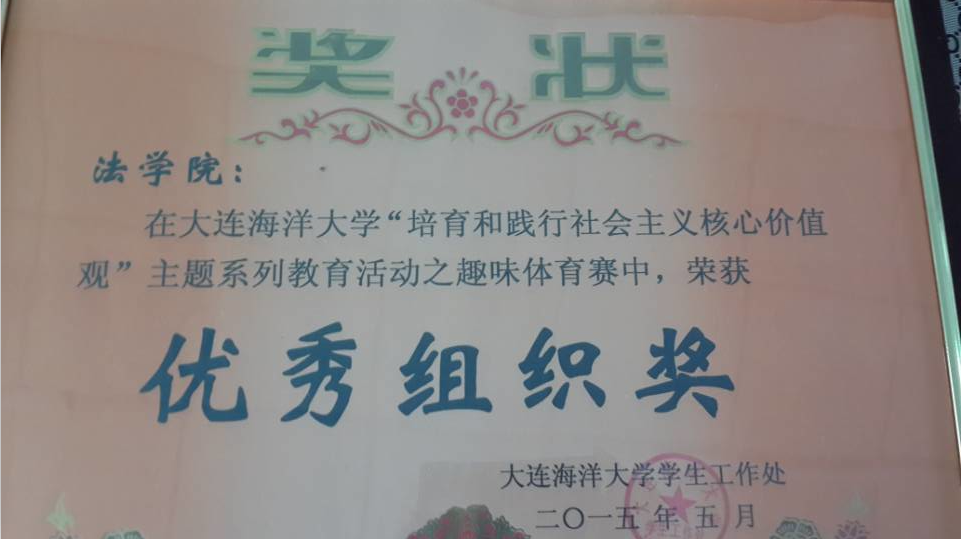 奖状
法学院：
在大连海洋大学“培育和践行社会主义核心价值
观”主题系列教育活动之趣味体育赛中，荣获
优秀组织奖
大连海洋大学学生工作处
二〇一五年五月